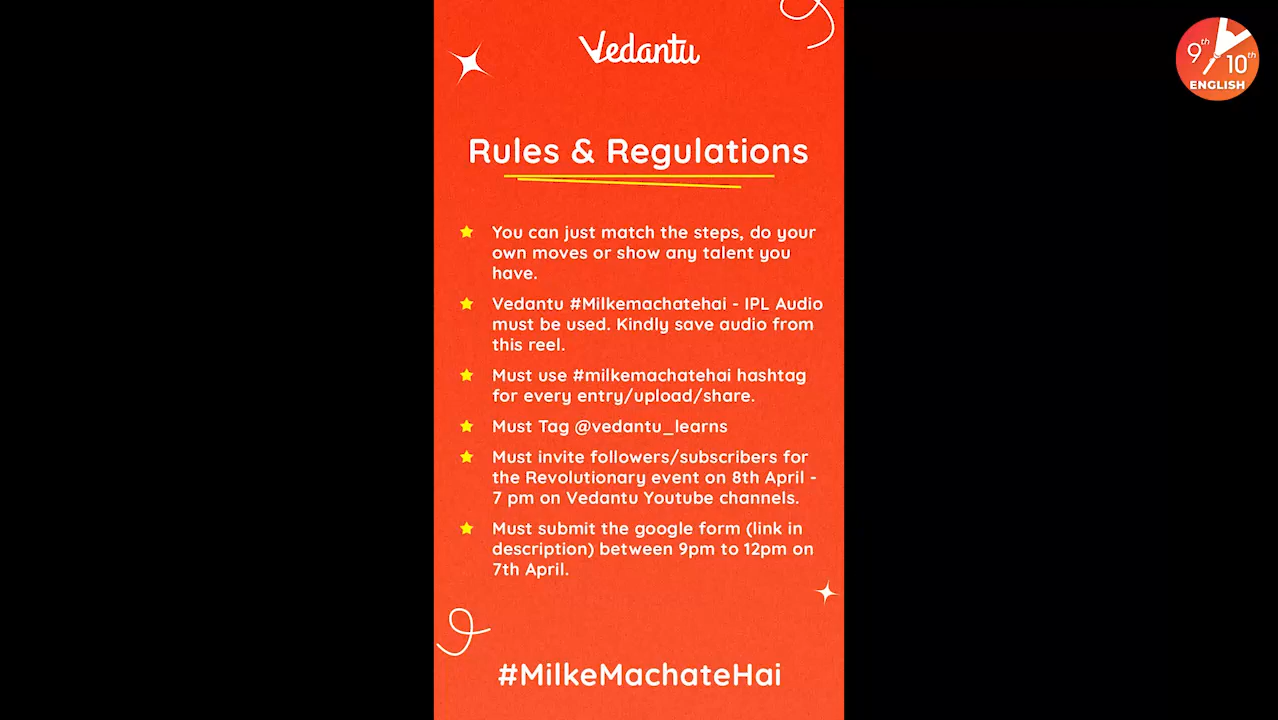 Vedantu
9th
10th
ENGLISH
Rules & Regulations
You can just match the steps, do your
own moves or show any talent you
have.
Vedantu #Milkemachatehai - IPL Audio
must be used. Kindly save audio from
this reel.
Must use #milkemachatehai hashtag
for every entry/upload/share.
Must Tag @vedantu_learns
Must invite followers/subscribers for
the Revolutionary event on 8th April -
7 pm on Vedantu Youtube channels.
Must submit the google form (link in
description) between 9pm to 12pm on
7th April.
#MilkeMachateHai